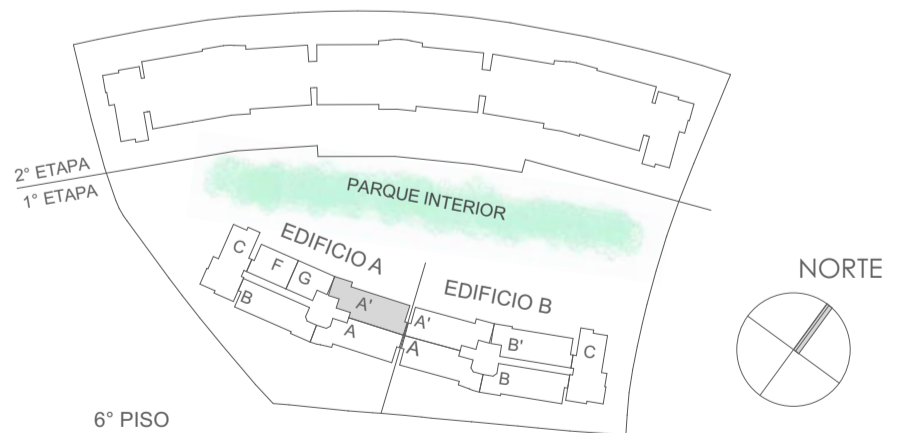 2° ETAPA
1° ETAPA
PARQUE INTERIOR
EDIFICIO A
C
F
G
A'
B
A
EDIFICIO B
A'
B'
C
A
B
NORTE
6° PISO